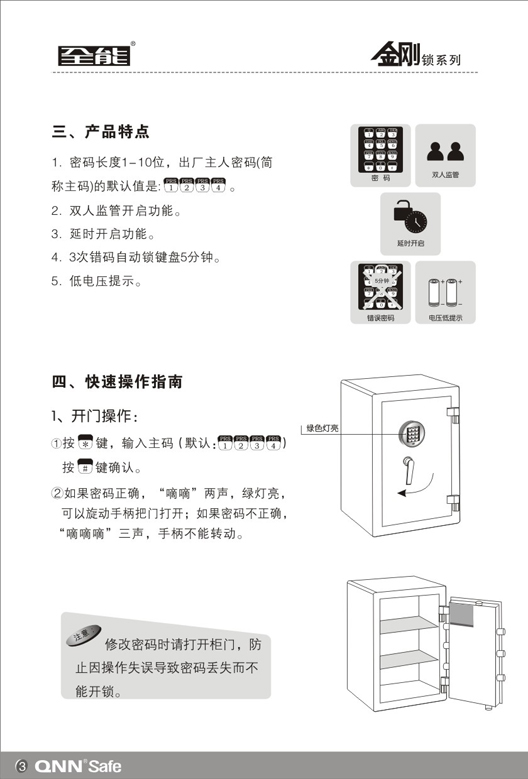 全能®
金刚锁系列
三、产品特点
1. 密码长度1-10位，出厂主人密码(简
称主码)的默认值是: 1 2 3 4 。
2. 双人监管开启功能。
3. 延时开启功能。
4. 3次错码自动锁键盘5分钟。
5. 低电压提示。
密 码
双人监管
延时开启
5分钟
错误密码
电压低提示
四、快速操作指南
1、开门操作：
①按 * 键，输入主码（默认: 1 2 3 4 ）
按 # 键确认。
②如果密码正确，“嘀嘀”两声，绿灯亮，
可以旋动手柄把门打开；如果密码不正确，
“嘀嘀嘀”三声，手柄不能转动。
绿色灯亮
注意
修改密码时请打开柜门，防
止因操作失误导致密码丢失而不
能开锁。
3 QNN® Safe